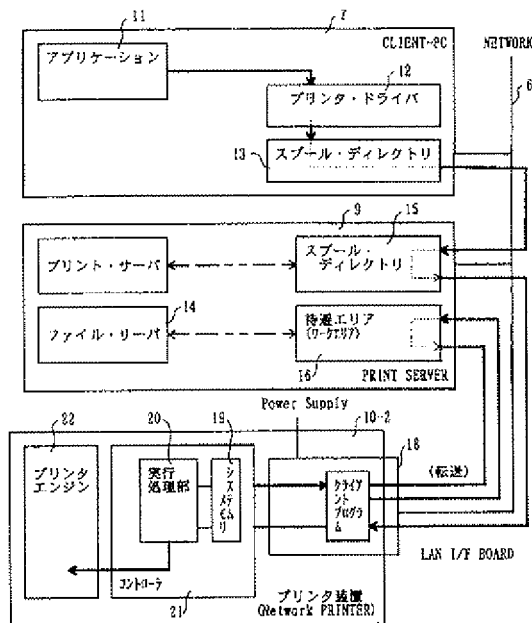 11
7
アプリケーション
CLIENT-PC
NETWORK
12
6
プリンタ・ドライバ
13
スプール・ディレクトリ
9
15
プリント・サーバ
スプール・
ディレクトリ
14
ファイル・サーバ
待避エリア
(ワークエリア)
16
PRINT SERVER
Power Supply
10-2
22
20
19
18
プリンタ
エンジン
実行
処理部
システムメモリ
クライアントプログラム
(転送)
コントローラ
LAN I/F BOARD
21
プリンタ装置
(Network PRINTER)